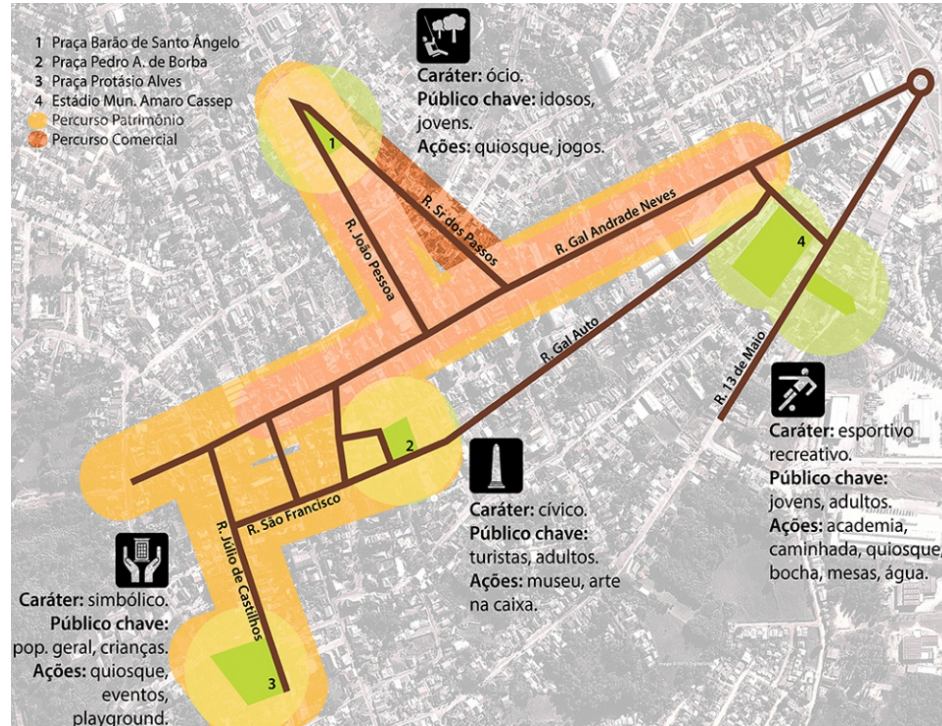 1 Praça Barão de Santo Ângelo
2 Praça Pedro A. de Borba
3 Praça Protásio Alves
4 Estádio Mun. Amaro Cassep
Percurso Patrimônio
Percurso Comercial
Caráter: ócio.
Público chave: idosos,
jovens.
Ações: quiosque, jogos.
1
R. Sr dos Passos
R. João Pessoa
R. Gal Andrade Neves
4
R. Gal Auto
R. 13 de Maio
2
R. São Francisco
R. Júlio de Castilhos
3
Caráter: esportivo
recreativo.
Público chave:
jovens, adultos.
Ações: academia,
caminhada, quiosque,
bocha, mesas, água.
Caráter: cívico.
Público chave:
turistas, adultos.
Ações: museu, arte
na caixa.
Caráter: simbólico.
Público chave:
pop. geral, crianças.
Ações: quiosque,
eventos,
playground.